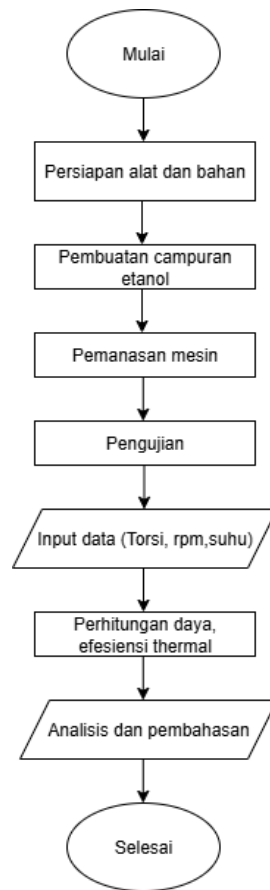 Mulai
Persiapan alat dan bahan
Pembuatan campuran
etanol
Pemanasan mesin
Pengujian
Input data (Torsi, rpm,suhu)
Perhitungan daya,
efesiensi thermal
Analisis dan pembahasan
Selesai